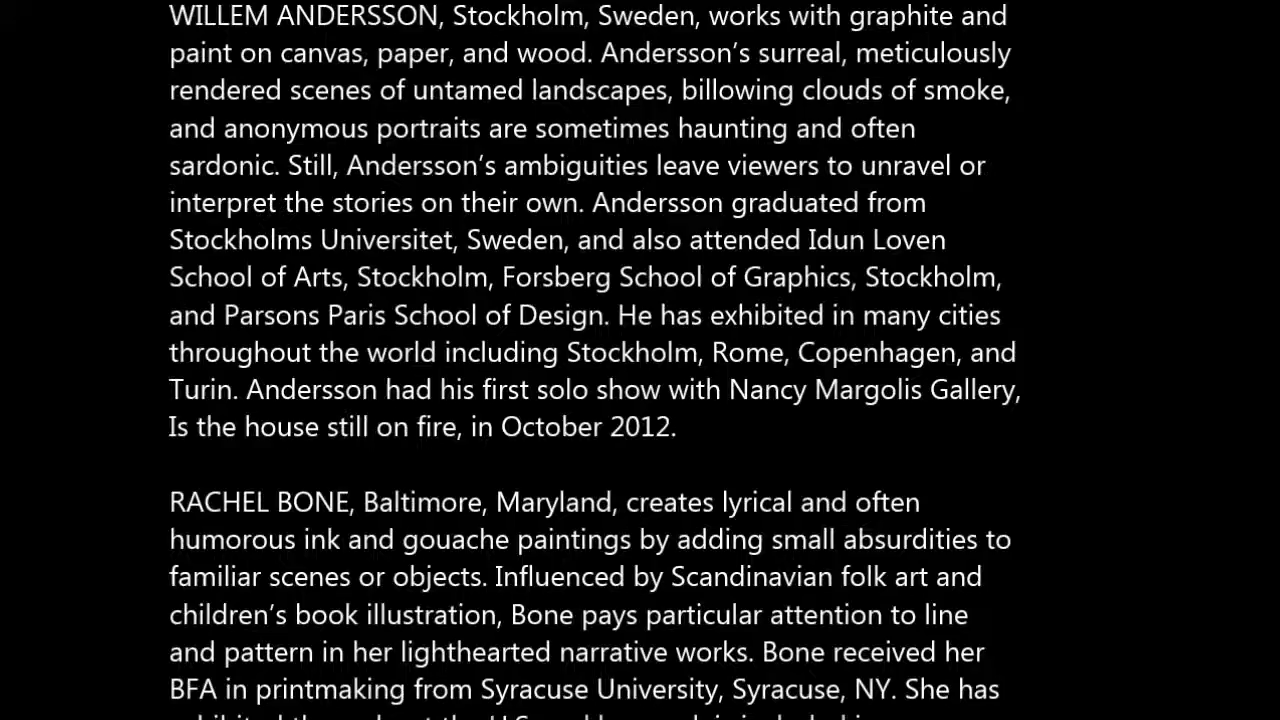 WILLEM ANDERSSON, Stockholm, Sweden, works with graphite and
paint on canvas, paper, and wood. Andersson’s surreal, meticulously
rendered scenes of untamed landscapes, billowing clouds of smoke,
and anonymous portraits are sometimes haunting and often
sardonic. Still, Andersson’s ambiguities leave viewers to unravel or
interpret the stories on their own. Andersson graduated from
Stockholms Universitet, Sweden, and also attended Idun Loven
School of Arts, Stockholm, Forsberg School of Graphics, Stockholm,
and Parsons Paris School of Design. He has exhibited in many cities
throughout the world including Stockholm, Rome, Copenhagen, and
Turin. Andersson had his first solo show with Nancy Margolis Gallery,
Is the house still on fire, in October 2012.
RACHEL BONE, Baltimore, Maryland, creates lyrical and often
humorous ink and gouache paintings by adding small absurdities to
familiar scenes or objects. Influenced by Scandinavian folk art and
children’s book illustration, Bone pays particular attention to line
and pattern in her lighthearted narrative works. Bone received her
BFA in printmaking from Syracuse University, Syracuse, NY. She has